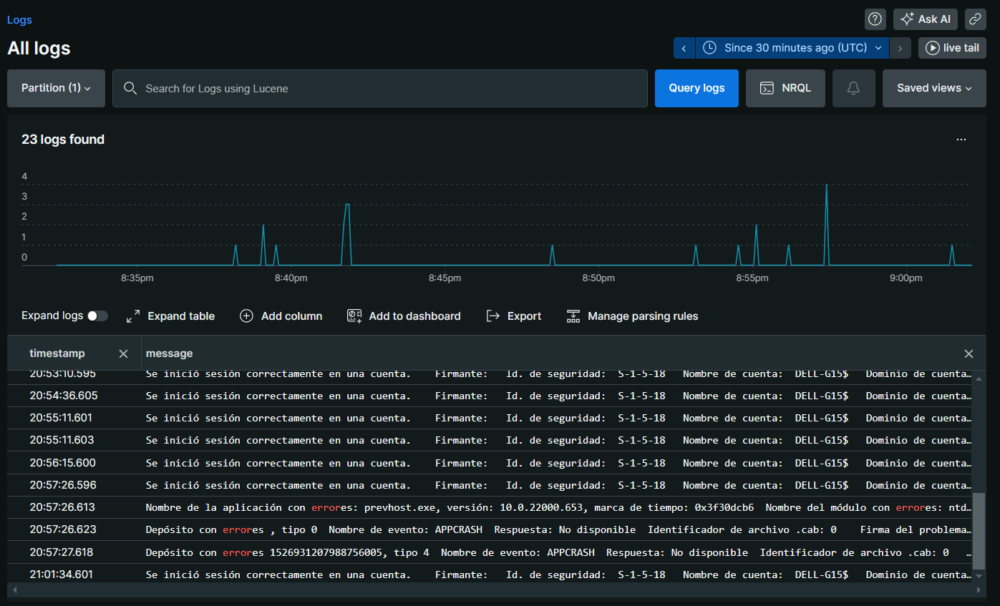 Logs
Ask AI
All logs
Since 30 minutes ago (UTC)
live tail
Partition (1)
Search for Logs using Lucene
Query logs
NRQL
Saved views
23 logs found
4
3
2
1
0
8:35pm 8:40pm 8:45pm 8:50pm 8:55pm 9:00pm
Expand logs Expand table Add column Add to dashboard Export Manage parsing rules
timestamp message
20:53:10.595 Se inició sesión correctamente en una cuenta. Firmante: Id. de seguridad: S-1-5-18 Nombre de cuenta: DELL-G15$ Dominio de cuenta…
20:54:36.605 Se inició sesión correctamente en una cuenta. Firmante: Id. de seguridad: S-1-5-18 Nombre de cuenta: DELL-G15$ Dominio de cuenta…
20:55:11.601 Se inició sesión correctamente en una cuenta. Firmante: Id. de seguridad: S-1-5-18 Nombre de cuenta: DELL-G15$ Dominio de cuenta…
20:55:11.603 Se inició sesión correctamente en una cuenta. Firmante: Id. de seguridad: S-1-5-18 Nombre de cuenta: DELL-G15$ Dominio de cuenta…
20:56:15.600 Se inició sesión correctamente en una cuenta. Firmante: Id. de seguridad: S-1-5-18 Nombre de cuenta: DELL-G15$ Dominio de cuenta…
20:57:26.596 Se inició sesión correctamente en una cuenta. Firmante: Id. de seguridad: S-1-5-18 Nombre de cuenta: DELL-G15$ Dominio de cuenta…
20:57:26.613 Nombre de la aplicación con errores: prevhost.exe, versión: 10.0.22000.653, marca de tiempo: 0x3f30dcb6 Nombre del módulo con errores: ntd…
20:57:26.623 Depósito con errores , tipo 0 Nombre de evento: APPCRASH Respuesta: No disponible Identificador de archivo .cab: 0 Firma del problema…
20:57:27.618 Depósito con errores 1526931207988756005, tipo 4 Nombre de evento: APPCRASH Respuesta: No disponible Identificador de archivo .cab: 0 …
21:01:34.601 Se inició sesión correctamente en una cuenta. Firmante: Id. de seguridad: S-1-5-18 Nombre de cuenta: DELL-G15$ Dominio de cuenta…